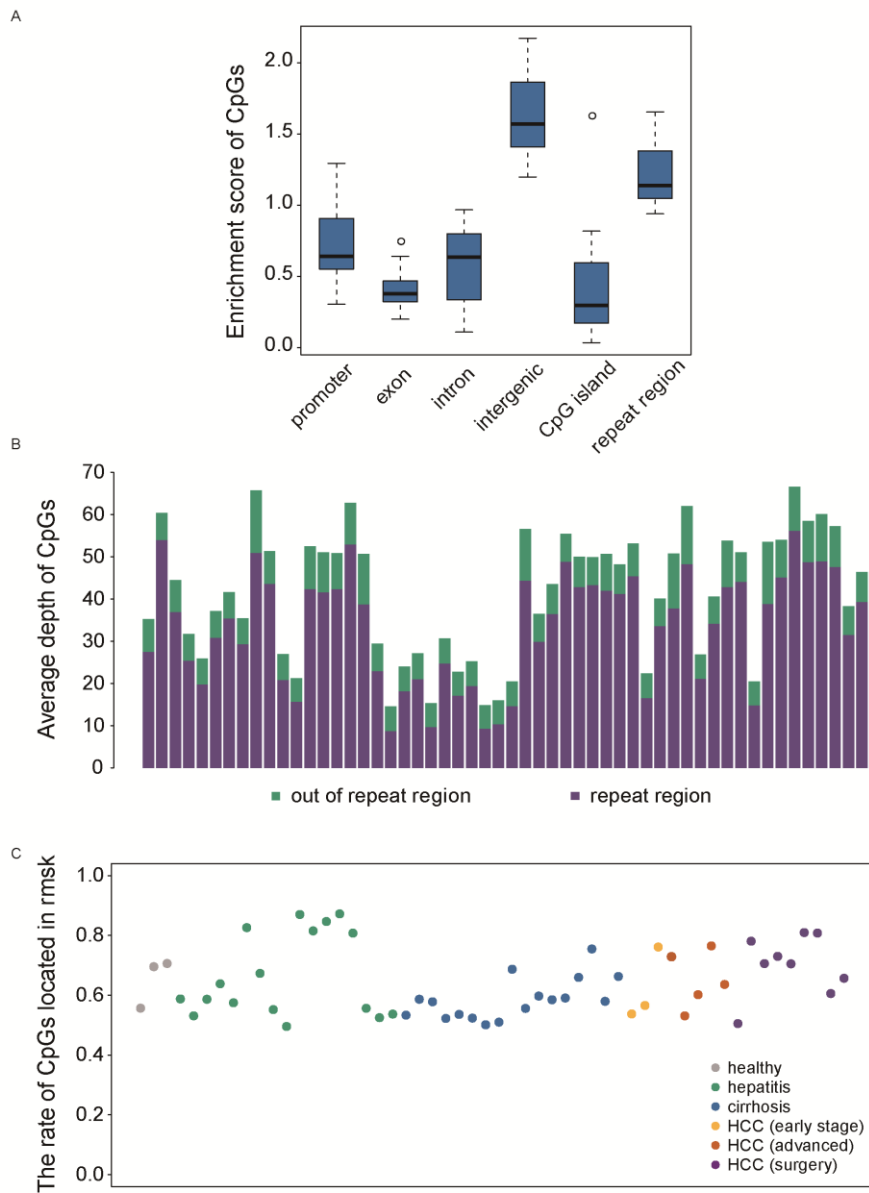 A
Enrichment score of CpGs
2.0
1.5
1.0
0.5
0.0
promoter
exon
intron
intergenic
CpG island
repeat region
B
Average depth of CpGs
70
60
50
40
30
20
10
0
out of repeat region
repeat region
C
The rate of CpGs located in rmsk
1.0
0.8
0.6
0.4
0.2
0.0
healthy
hepatitis
cirrhosis
HCC (early stage)
HCC (advanced)
HCC (surgery)